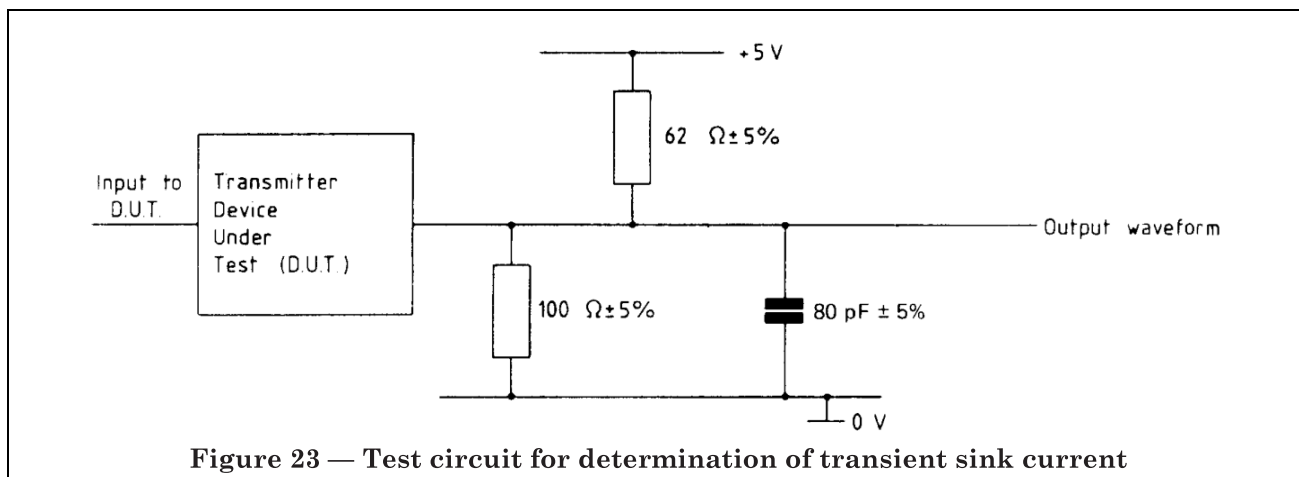 +5 V
62 Ω±5%
Input to
D.U.T.
Transmitter
Device
Under
Test (D.U.T.)
Output waveform
100 Ω±5%
80 pF ± 5%
0 V
Figure 23 — Test circuit for determination of transient sink current